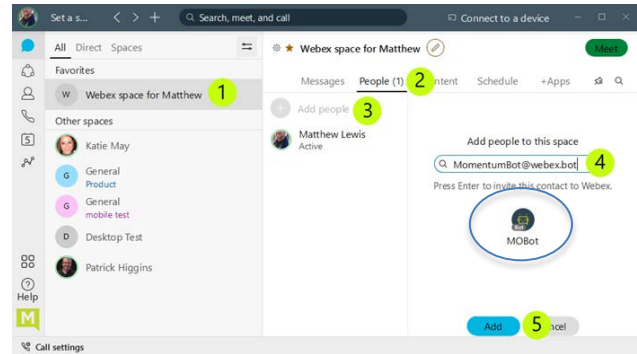 Set a s...
Search, meet, and call
Connect to a device
All Direct Spaces
Favorites
W Webex space for Matthew 1
Other spaces
Katie May
G General
Product
G General
mobile test
D Desktop Test
Patrick Higgins
5
Help
M
Call settings
Webex space for Matthew
Meet
Messages People (1) 2 ntent Schedule +Apps
Add people 3
Matthew Lewis
Active
Add people to this space
MomentumBot@webex.bot 4
Press Enter to invite this contact to Webex.
Bot
MOBot
Add 5 ncel